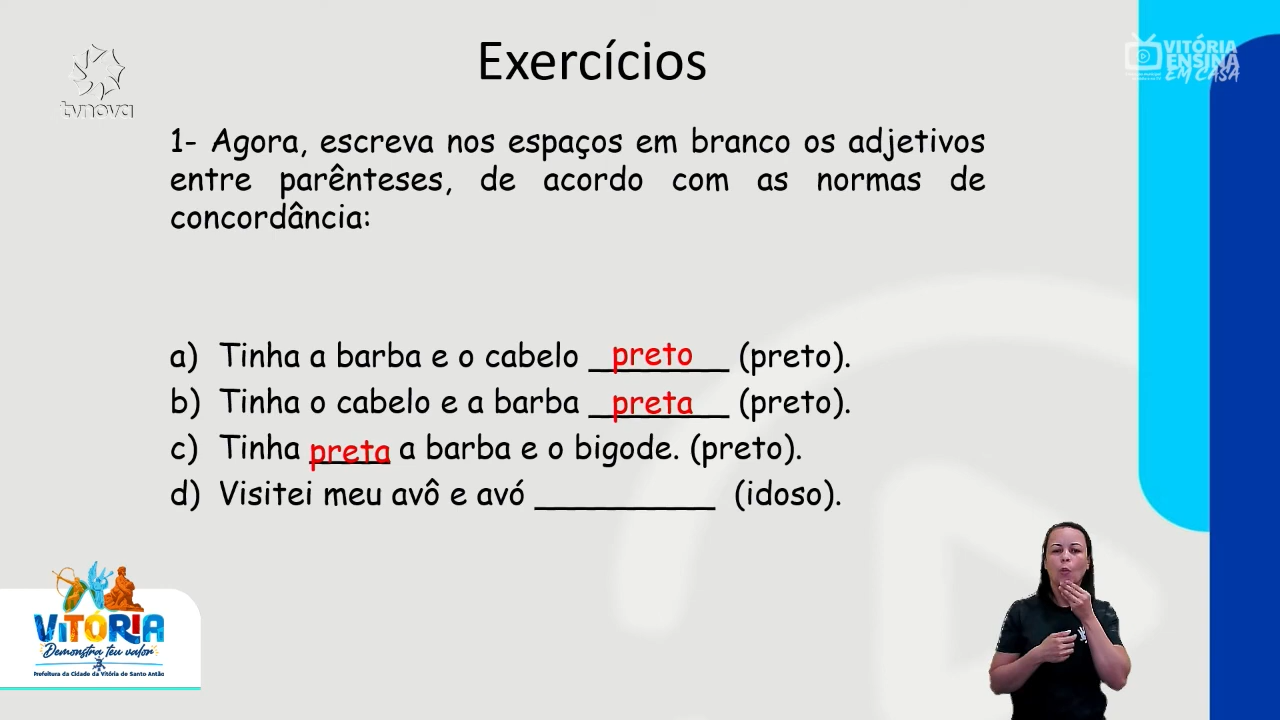 Exercícios
tvnova
VITÓRIA
ENSINA
EM CASA
1- Agora, escreva nos espaços em branco os adjetivos
entre parênteses, de acordo com as normas de
concordância:
a) Tinha a barba e o cabelo preto (preto).
b) Tinha o cabelo e a barba preta (preto).
c) Tinha preta a barba e o bigode. (preto).
d) Visitei meu avô e avó __________ (idoso).
VITÓRIA
Demonstra teu valor
Prefeitura da Cidade da Vitória de Santo Antão